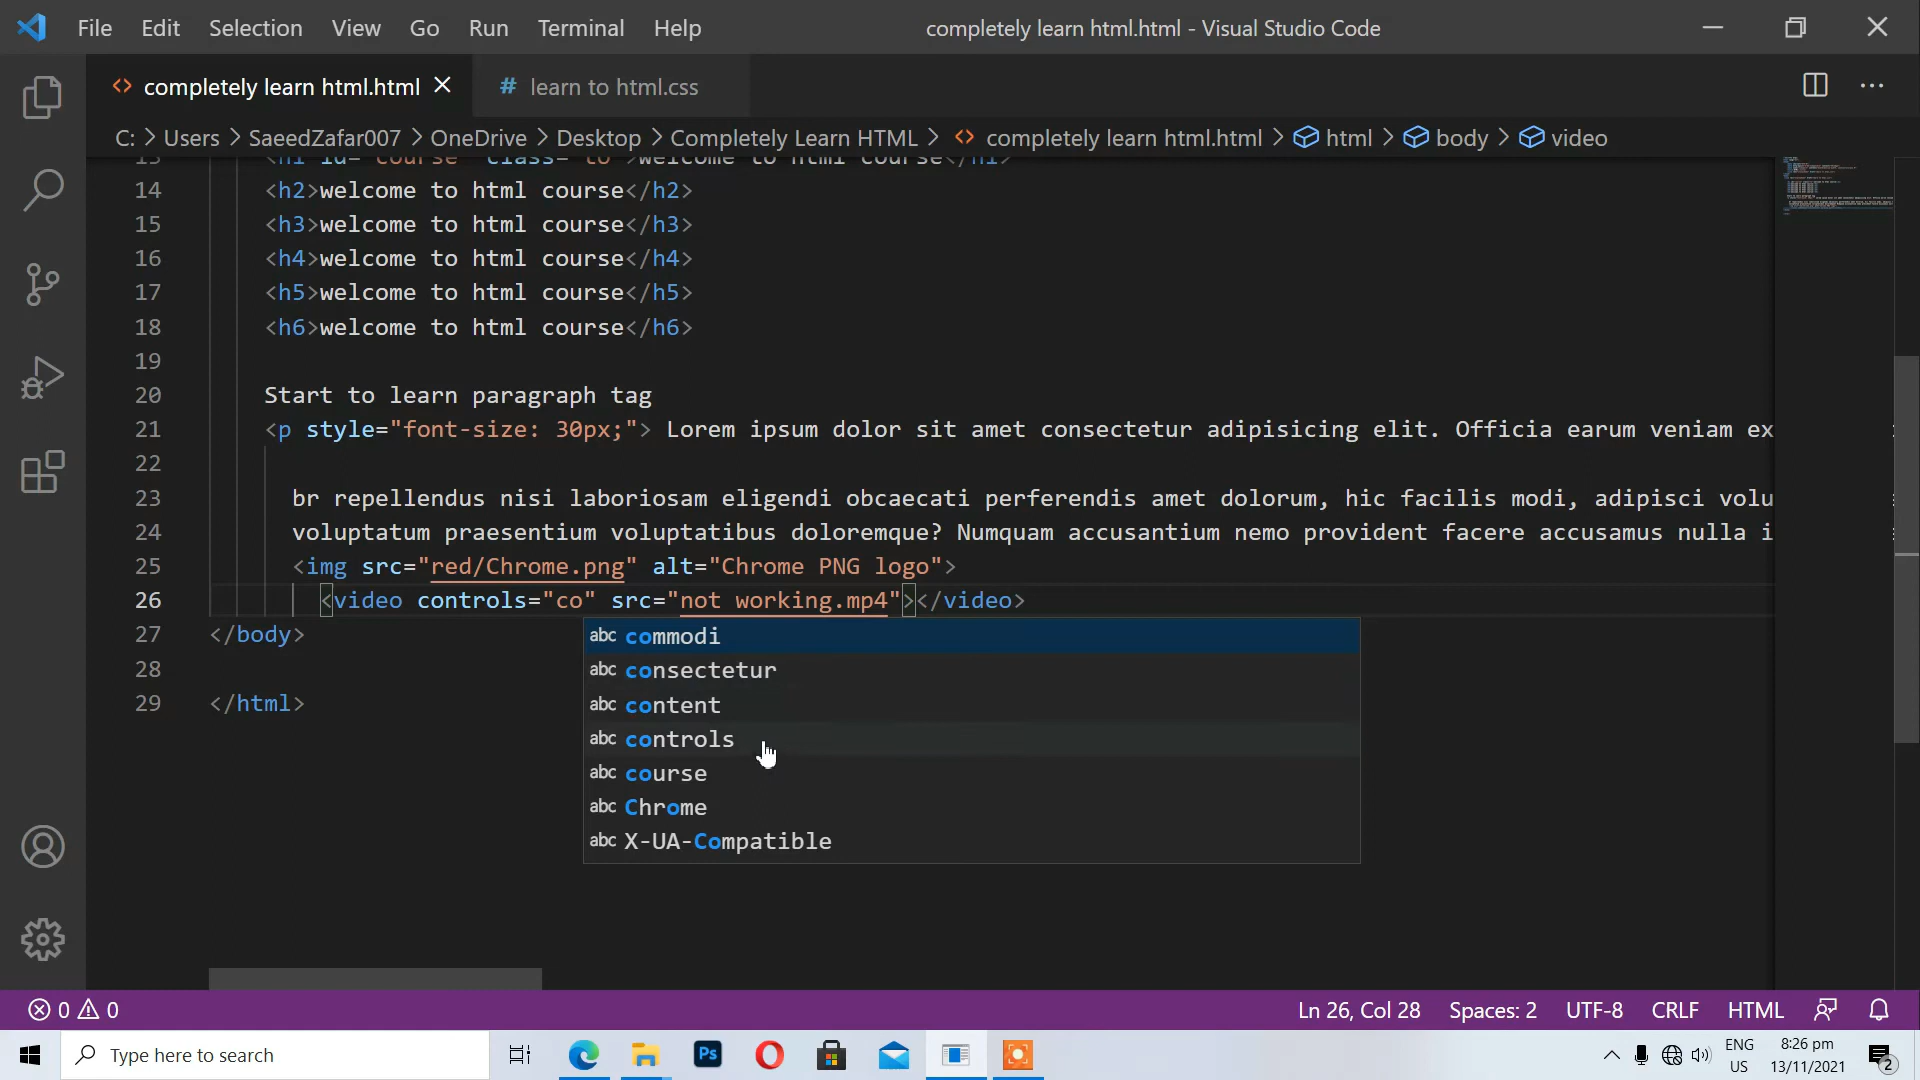 File Edit Selection View Go Run Terminal Help completely learn html.html - Visual Studio Code
completely learn html.html # learn to html.css
C: > Users > SaeedZafar007 > OneDrive > Desktop > Completely Learn HTML > completely learn html.html > html > body > video
14 <h2>welcome to html course</h2>
15 <h3>welcome to html course</h3>
16 <h4>welcome to html course</h4>
17 <h5>welcome to html course</h5>
18 <h6>welcome to html course</h6>
19
20 Start to learn paragraph tag
21 <p style="font-size: 30px;"> Lorem ipsum dolor sit amet consectetur adipisicing elit. Officia earum veniam ex
22
23 br repellendus nisi laboriosam eligendi obcaecati perferendis amet dolorum, hic facilis modi, adipisci volu
24 voluptatum praesentium voluptatibus doloremque? Numquam accusantium nemo provident facere accusamus nulla i
25 <img src="red/Chrome.png" alt="Chrome PNG logo">
26 <video controls="co" src="not working.mp4"></video>
27 </body>
abc commodi
abc consectetur
28
abc content
29 </html>
abc controls
abc course
abc Chrome
abc X-UA-Compatible
0 0 Ln 26, Col 28 Spaces: 2 UTF-8 CRLF HTML
Type here to search Ps ENG 8:26 pm
US 13/11/2021 2